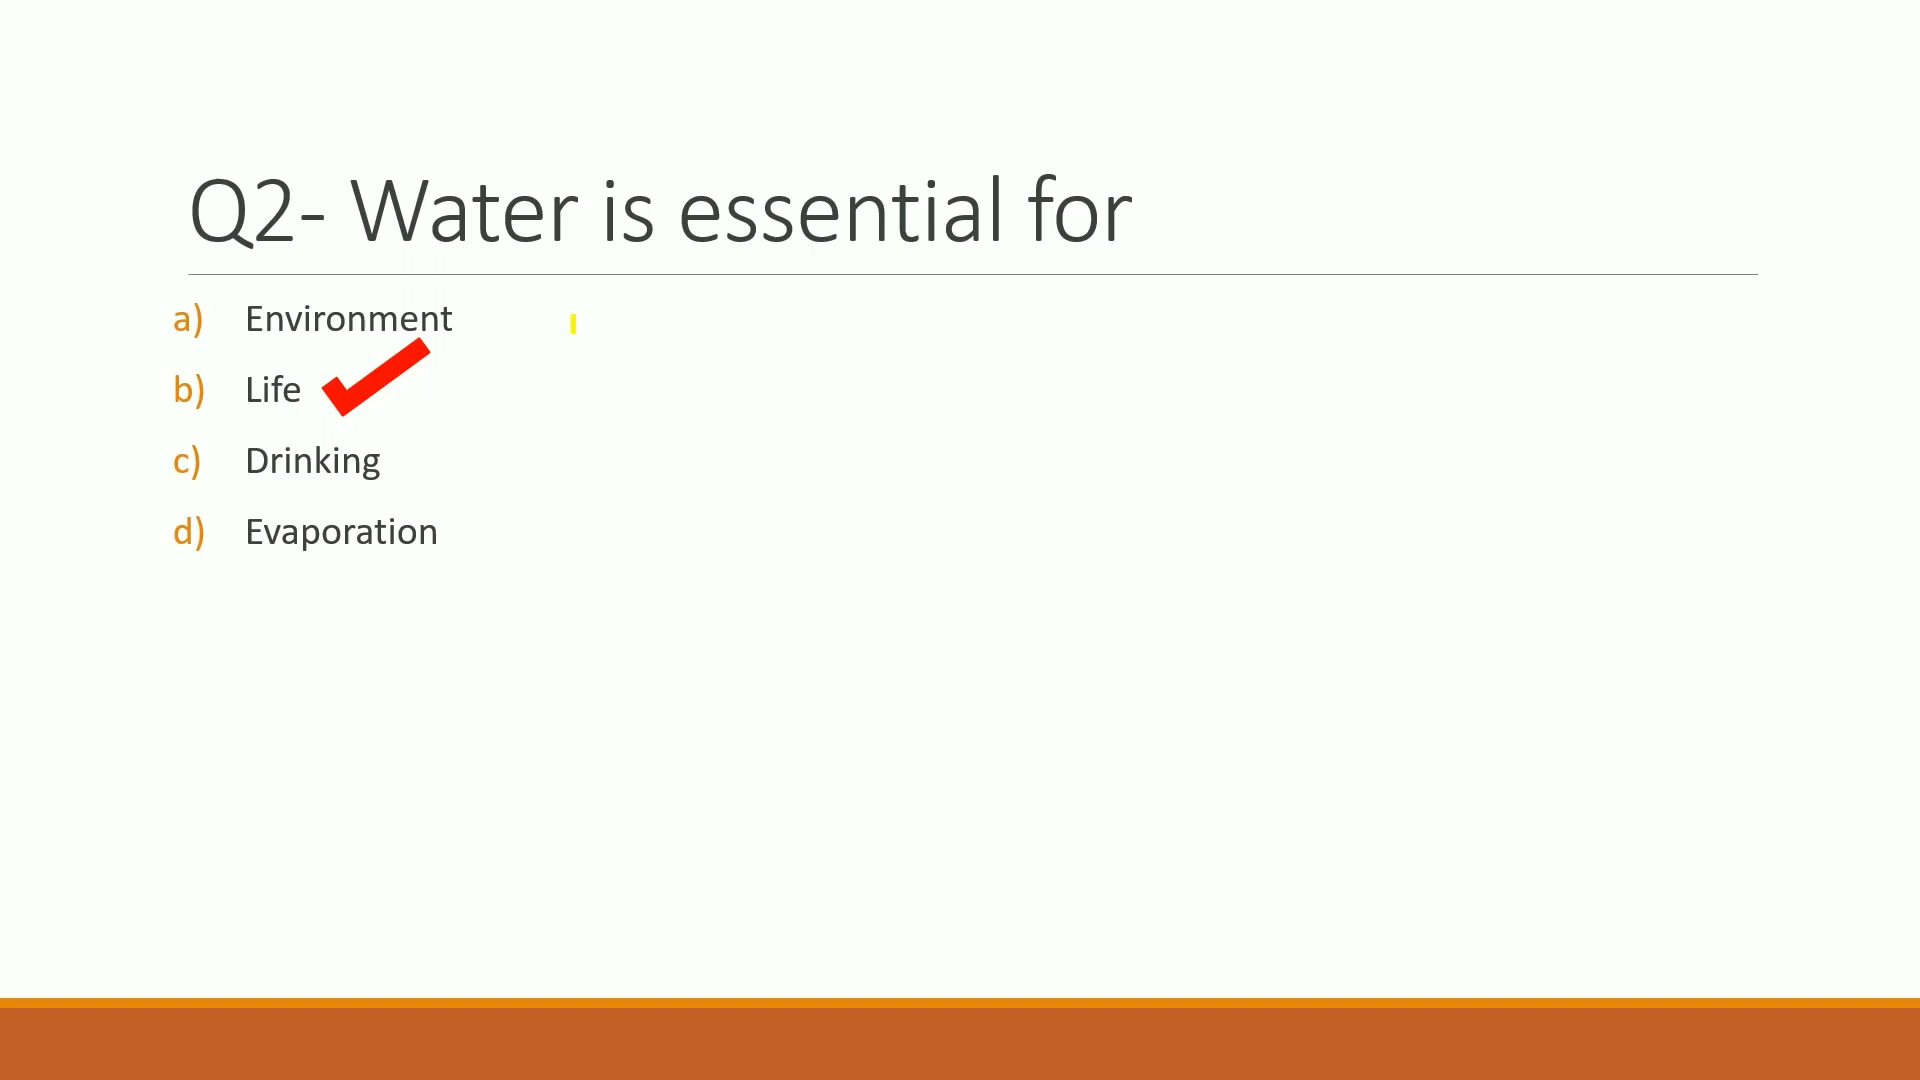 Q2- Water is essential for
a) Environment
b) Life
c) Drinking
d) Evaporation